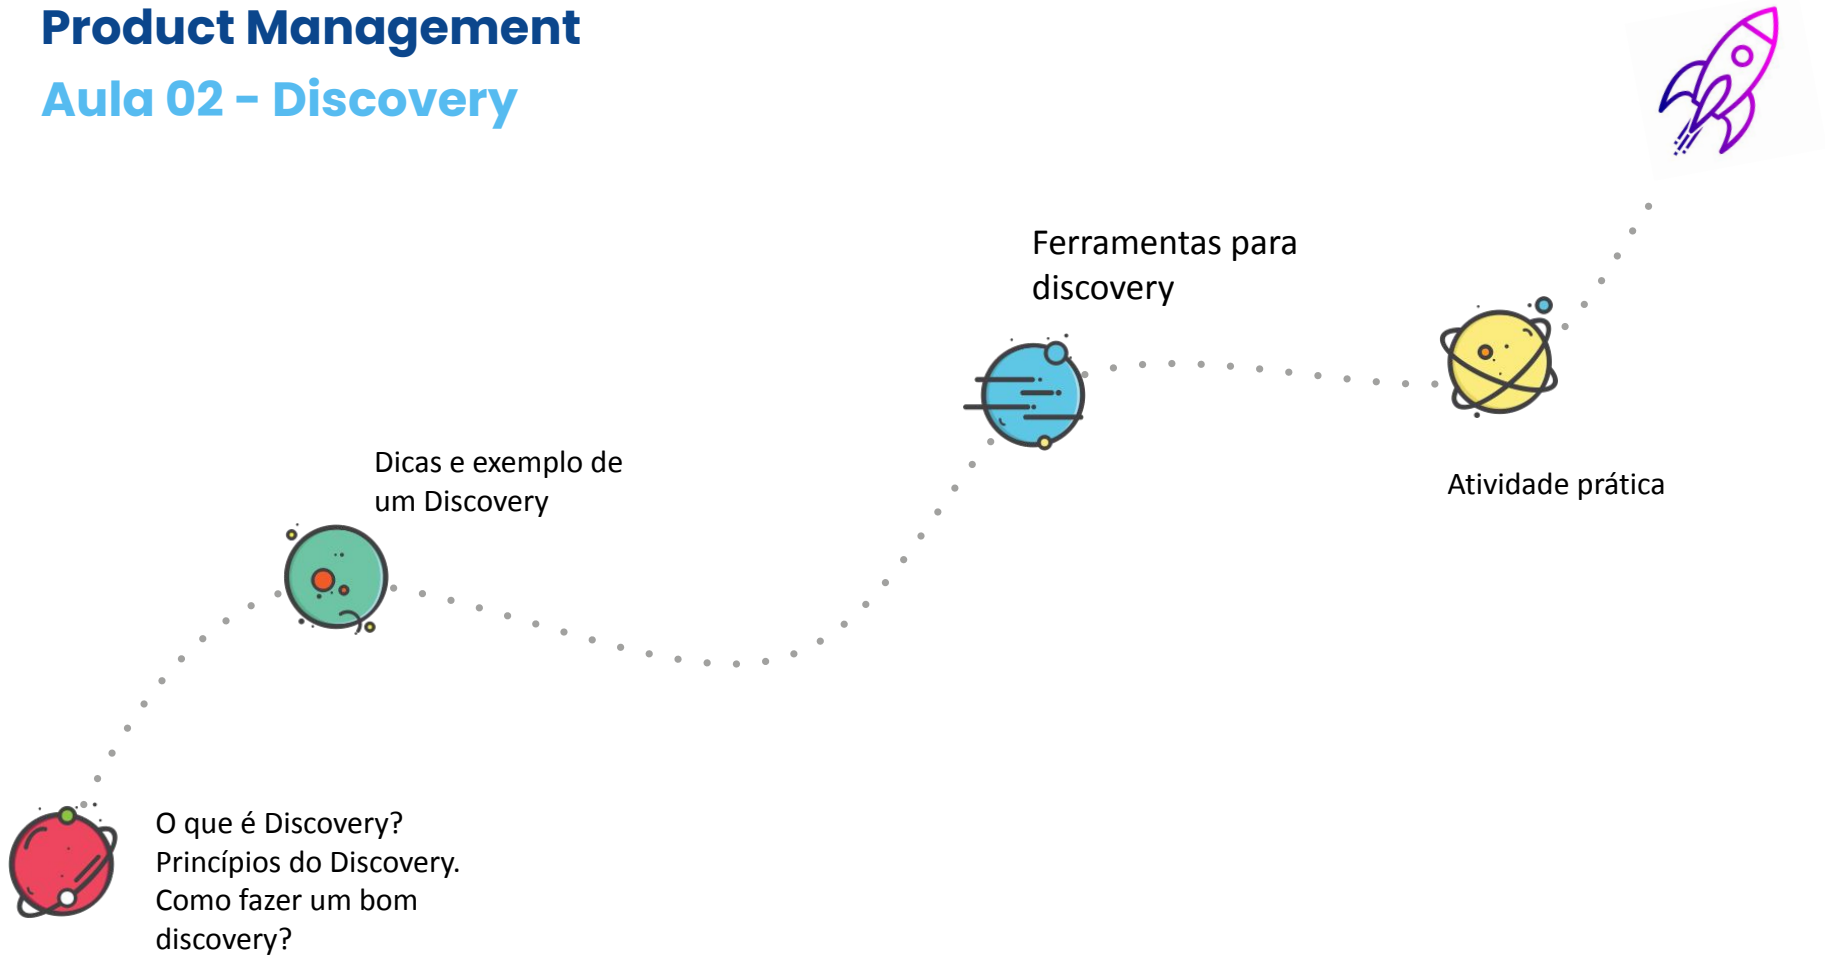 Product Management
Aula 02 - Discovery
Ferramentas para
discovery
Dicas e exemplo de
um Discovery
Atividade prática
O que é Discovery?
Princípios do Discovery.
Como fazer um bom
discovery?